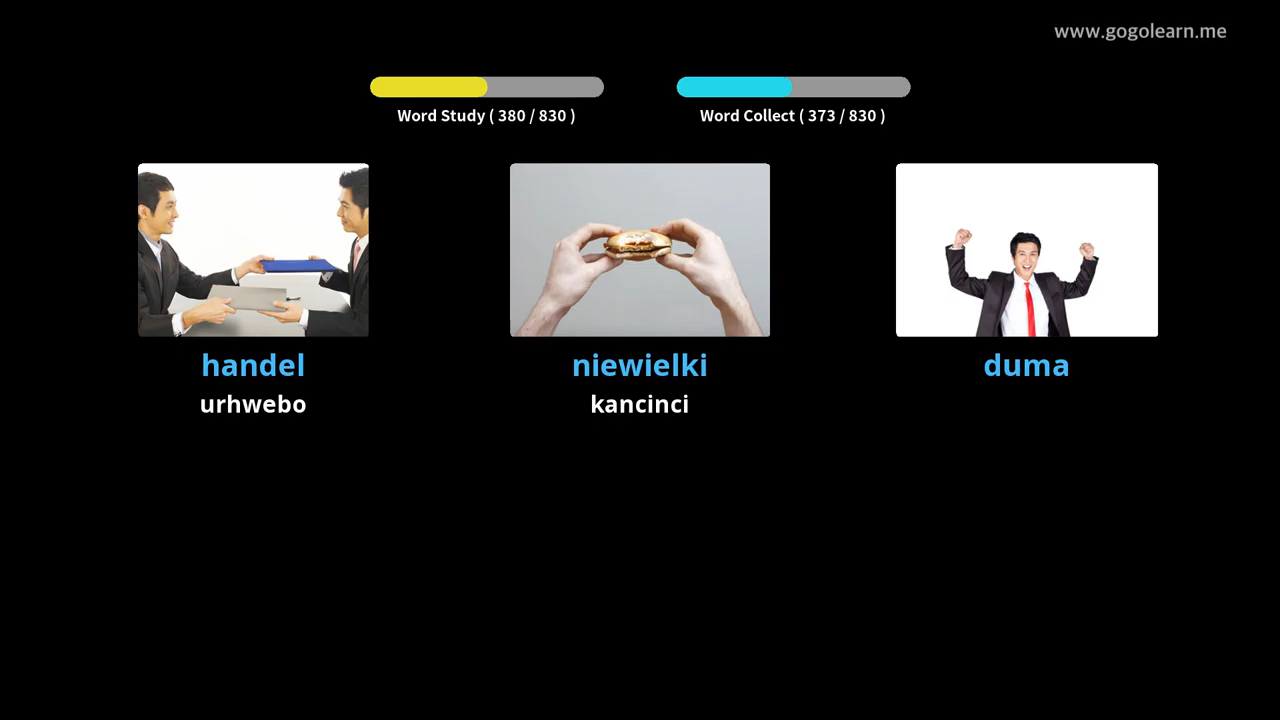 www.gogolearn.me
Word Study ( 380 / 830 )
Word Collect ( 373 / 830 )
handel
urhwebo
niewielki
kancinci
duma